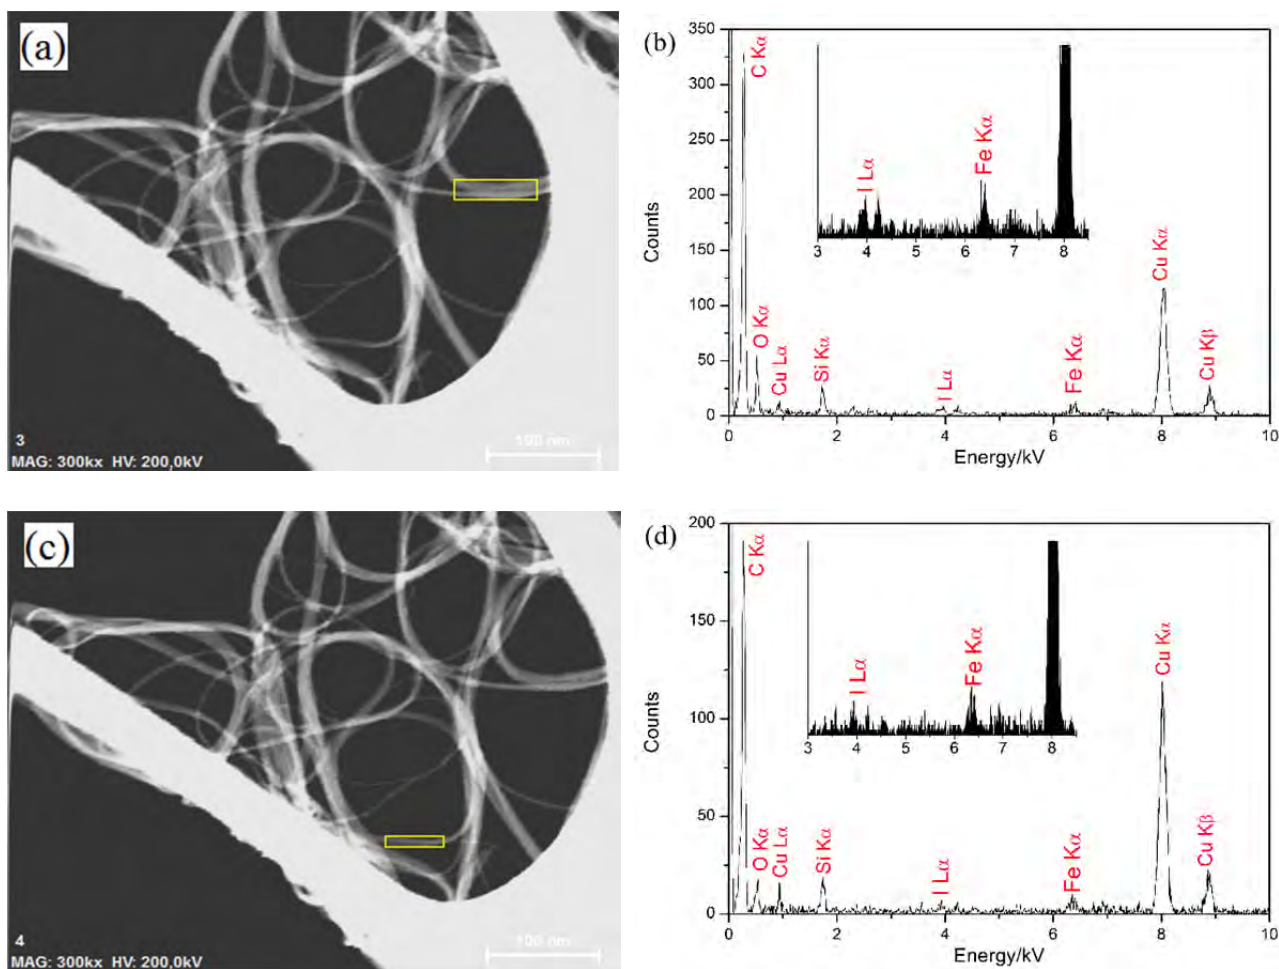 (a)
3
MAG: 300kx HV: 200,0kV
100 nm
(b)
Counts
350
300
250
200
150
100
50
0
C Kα
O Kα
Cu Lα
Si Kα
I Lα
Fe Kα
Cu Kα
Cu Kβ
I Lα
Fe Kα
3 4 5 6 7 8
0 2 4 6 8 10
Energy/kV
(c)
4
MAG: 300kx HV: 200,0kV
100 nm
(d)
Counts
200
150
100
50
0
C Kα
O Kα
Cu Lα
Si Kα
I Lα
Fe Kα
Cu Kα
Cu Kβ
I Lα
Fe Kα
3 4 5 6 7 8
0 2 4 6 8 10
Energy/kV